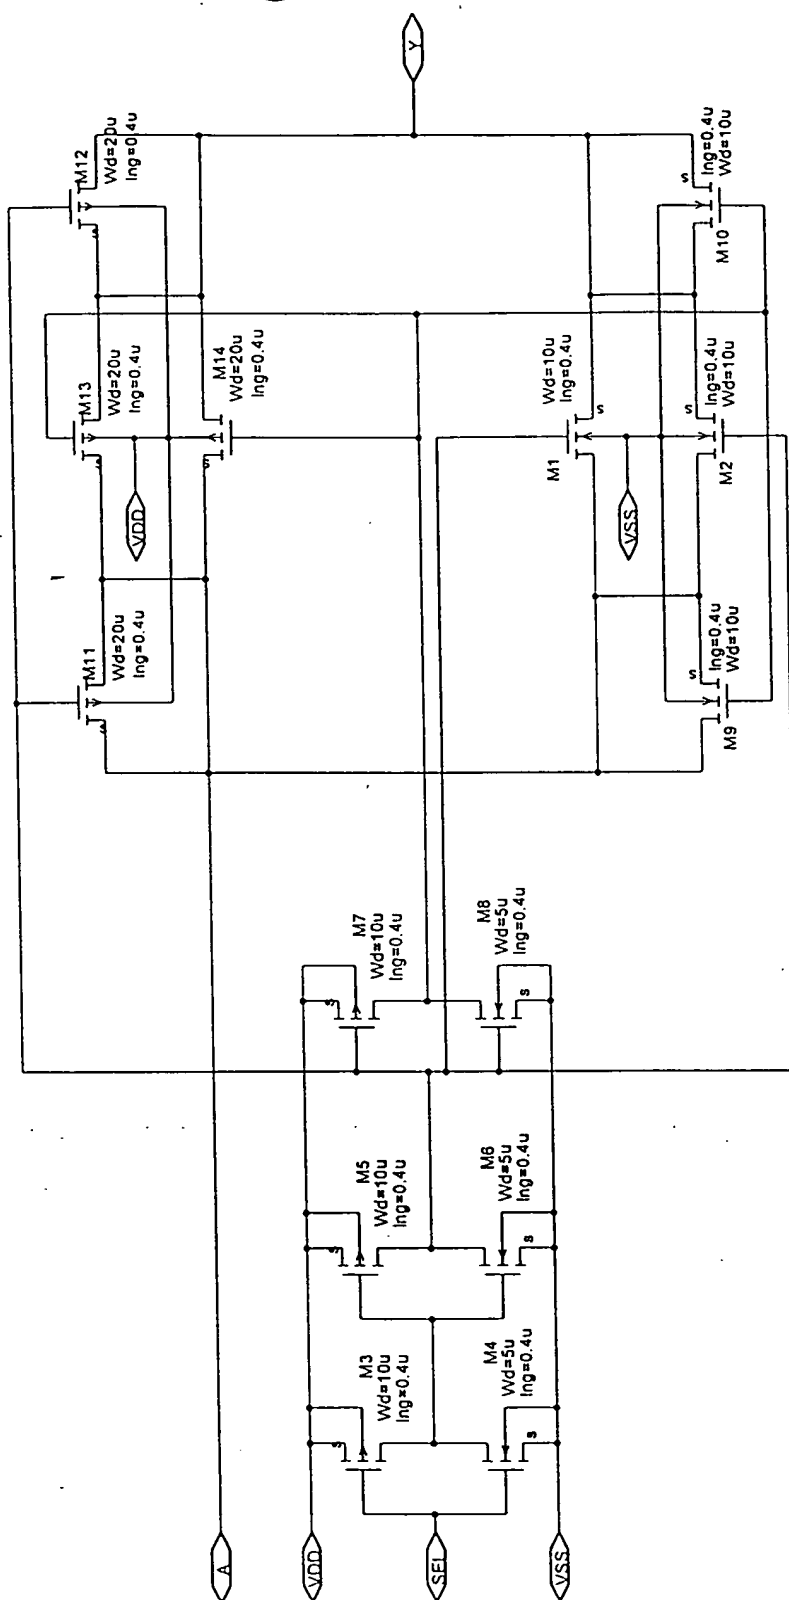 A
VDD
SEL
VSS
M3
Wd=10u
lng=0.4u
s
M4
Wd=5u
lng=0.4u
s
M5
Wd=10u
lng=0.4u
s
M6
Wd=5u
lng=0.4u
s
M7
Wd=10u
lng=0.4u
s
M8
Wd=5u
lng=0.4u
s
M11
Wd=20u
lng=0.4u
s
M13
Wd=20u
lng=0.4u
s
M12
Wd=20u
lng=0.4u
s
VDD
M14
Wd=20u
lng=0.4u
s
Wd=10u
lng=0.4u
M1
s
VSS
lng=0.4u
Wd=10u
M9
s
lng=0.4u
Wd=10u
M2
s
lng=0.4u
Wd=10u
M10
s
Y